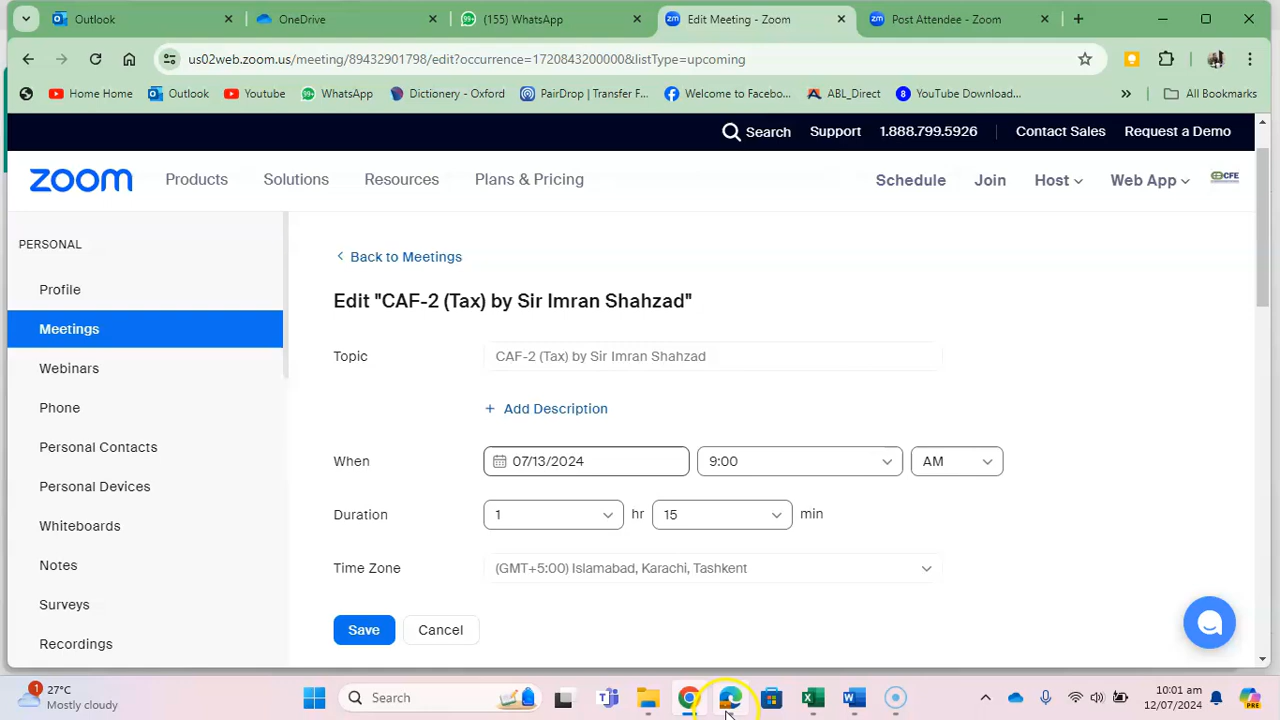 Outlook
OneDrive
(155) WhatsApp
Edit Meeting - Zoom
Post Attendee - Zoom
us02web.zoom.us/meeting/89432901798/edit?occurrence=1720843200000&listType=upcoming
Home Home
Outlook
Youtube
WhatsApp
Dictionery - Oxford
PairDrop | Transfer F...
Welcome to Faceboo...
ABL_Direct
YouTube Download...
All Bookmarks
Search
Support
1.888.799.5926
Contact Sales
Request a Demo
zoom
Products
Solutions
Resources
Plans & Pricing
Schedule
Join
Host
Web App
CFE
PERSONAL
Profile
Meetings
Webinars
Phone
Personal Contacts
Personal Devices
Whiteboards
Notes
Surveys
Recordings
Back to Meetings
Edit "CAF-2 (Tax) by Sir Imran Shahzad"
Topic
CAF-2 (Tax) by Sir Imran Shahzad
+ Add Description
When
07/13/2024
9:00
AM
Duration
1
hr
15
min
Time Zone
(GMT+5:00) Islamabad, Karachi, Tashkent
Save
Cancel
1
27°C
Mostly cloudy
Search
10:01 am
12/07/2024
PRE